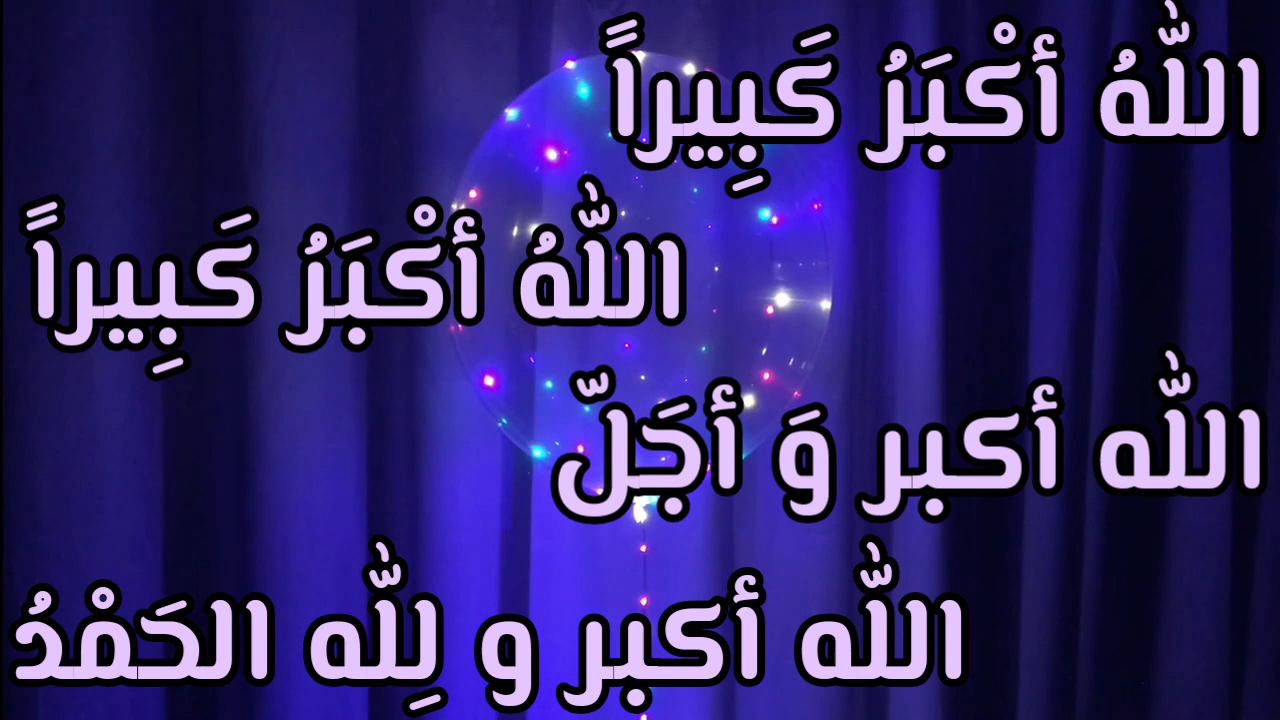 اللّٰهُ أكْبَرُ كَبِيراً
اللّٰهُ أكْبَرُ كَبِيراً
اللّٰه أكبر وَ أجَلّ
اللّٰه أكبر و لِلّٰه الحَمْدُ